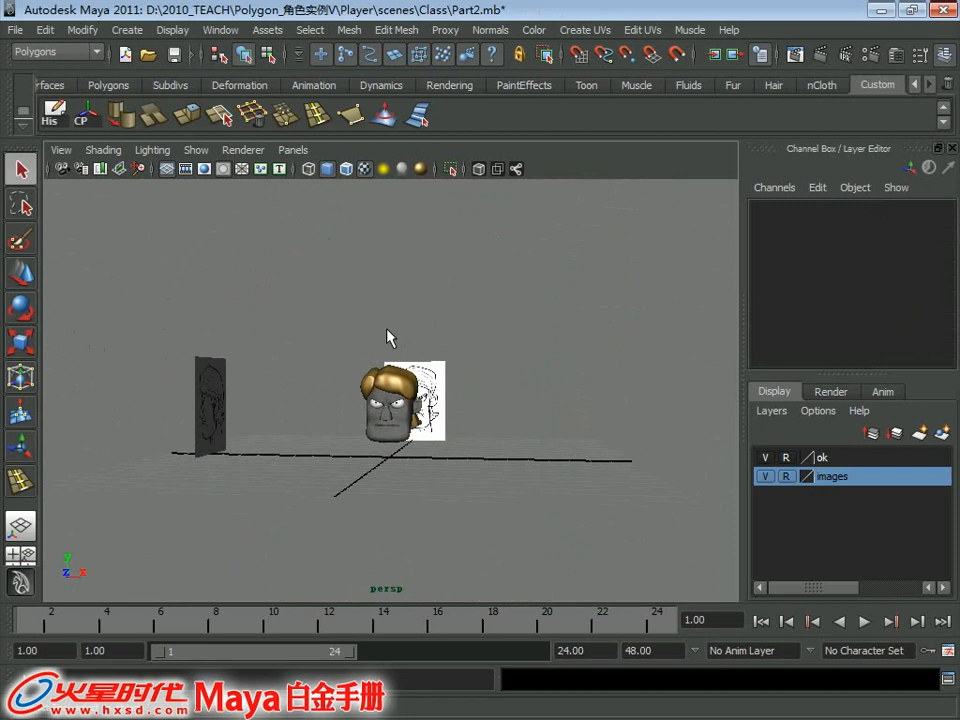 Autodesk Maya 2011: D:\2010_TEACH\Polygon_角色实例V\Player\scenes\Class\Part2.mb*
File Edit Modify Create Display Window Assets Select Mesh Edit Mesh Proxy Normals Color Create UVs Edit UVs Muscle Help
Polygons
rfaces Polygons Subdivs Deformation Animation Dynamics Rendering PaintEffects Toon Muscle Fluids Fur Hair nCloth Custom
His CP
View Shading Lighting Show Renderer Panels
Channel Box / Layer Editor
Channels Edit Object Show
Display Render Anim
Layers Options Help
V R ok
V R images
y
z x
persp
2 4 6 8 10 12 14 16 18 20 22 24 1.00
1.00 1.00 1 24 24.00 48.00 No Anim Layer No Character Set
火星时代
www.hxsd.com
Maya 白金手册